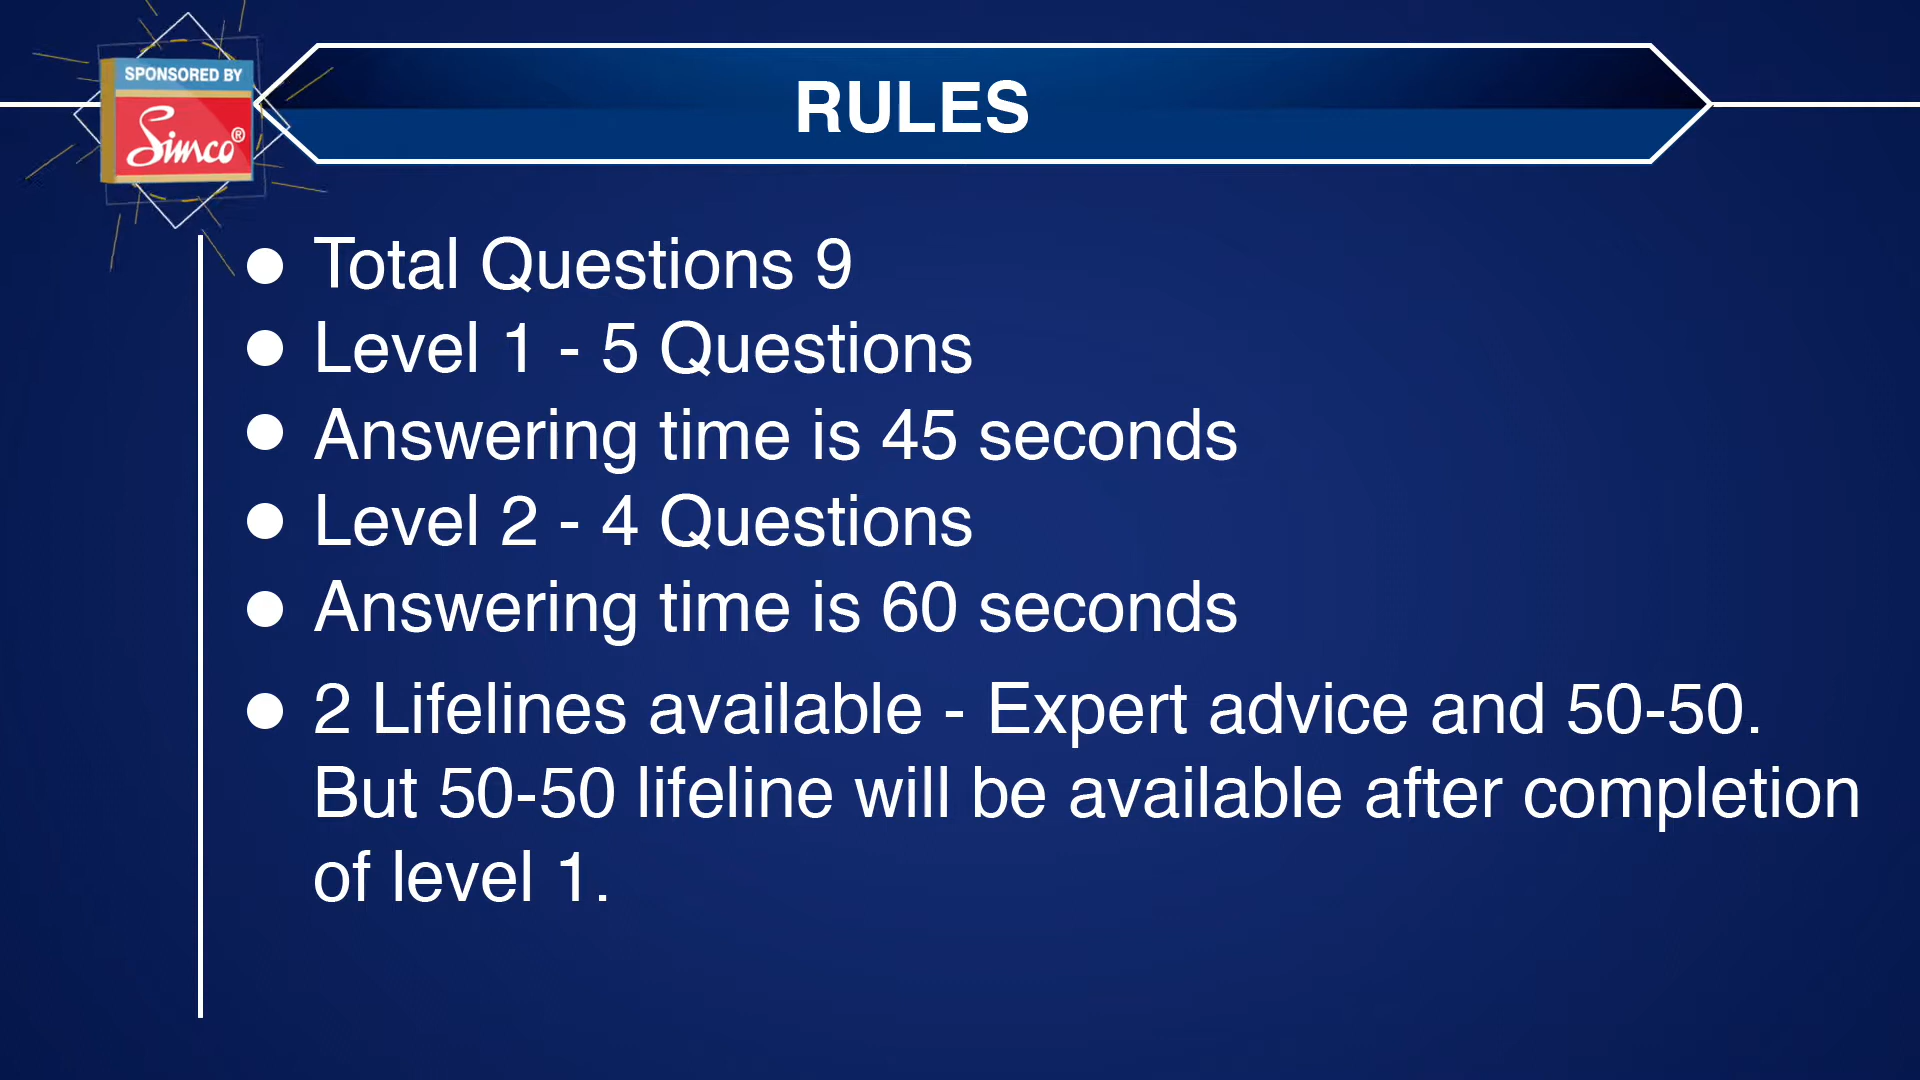 SPONSORED BY
Simco®
RULES
● Total Questions 9
● Level 1 - 5 Questions
● Answering time is 45 seconds
● Level 2 - 4 Questions
● Answering time is 60 seconds
● 2 Lifelines available - Expert advice and 50-50.
But 50-50 lifeline will be available after completion
of level 1.